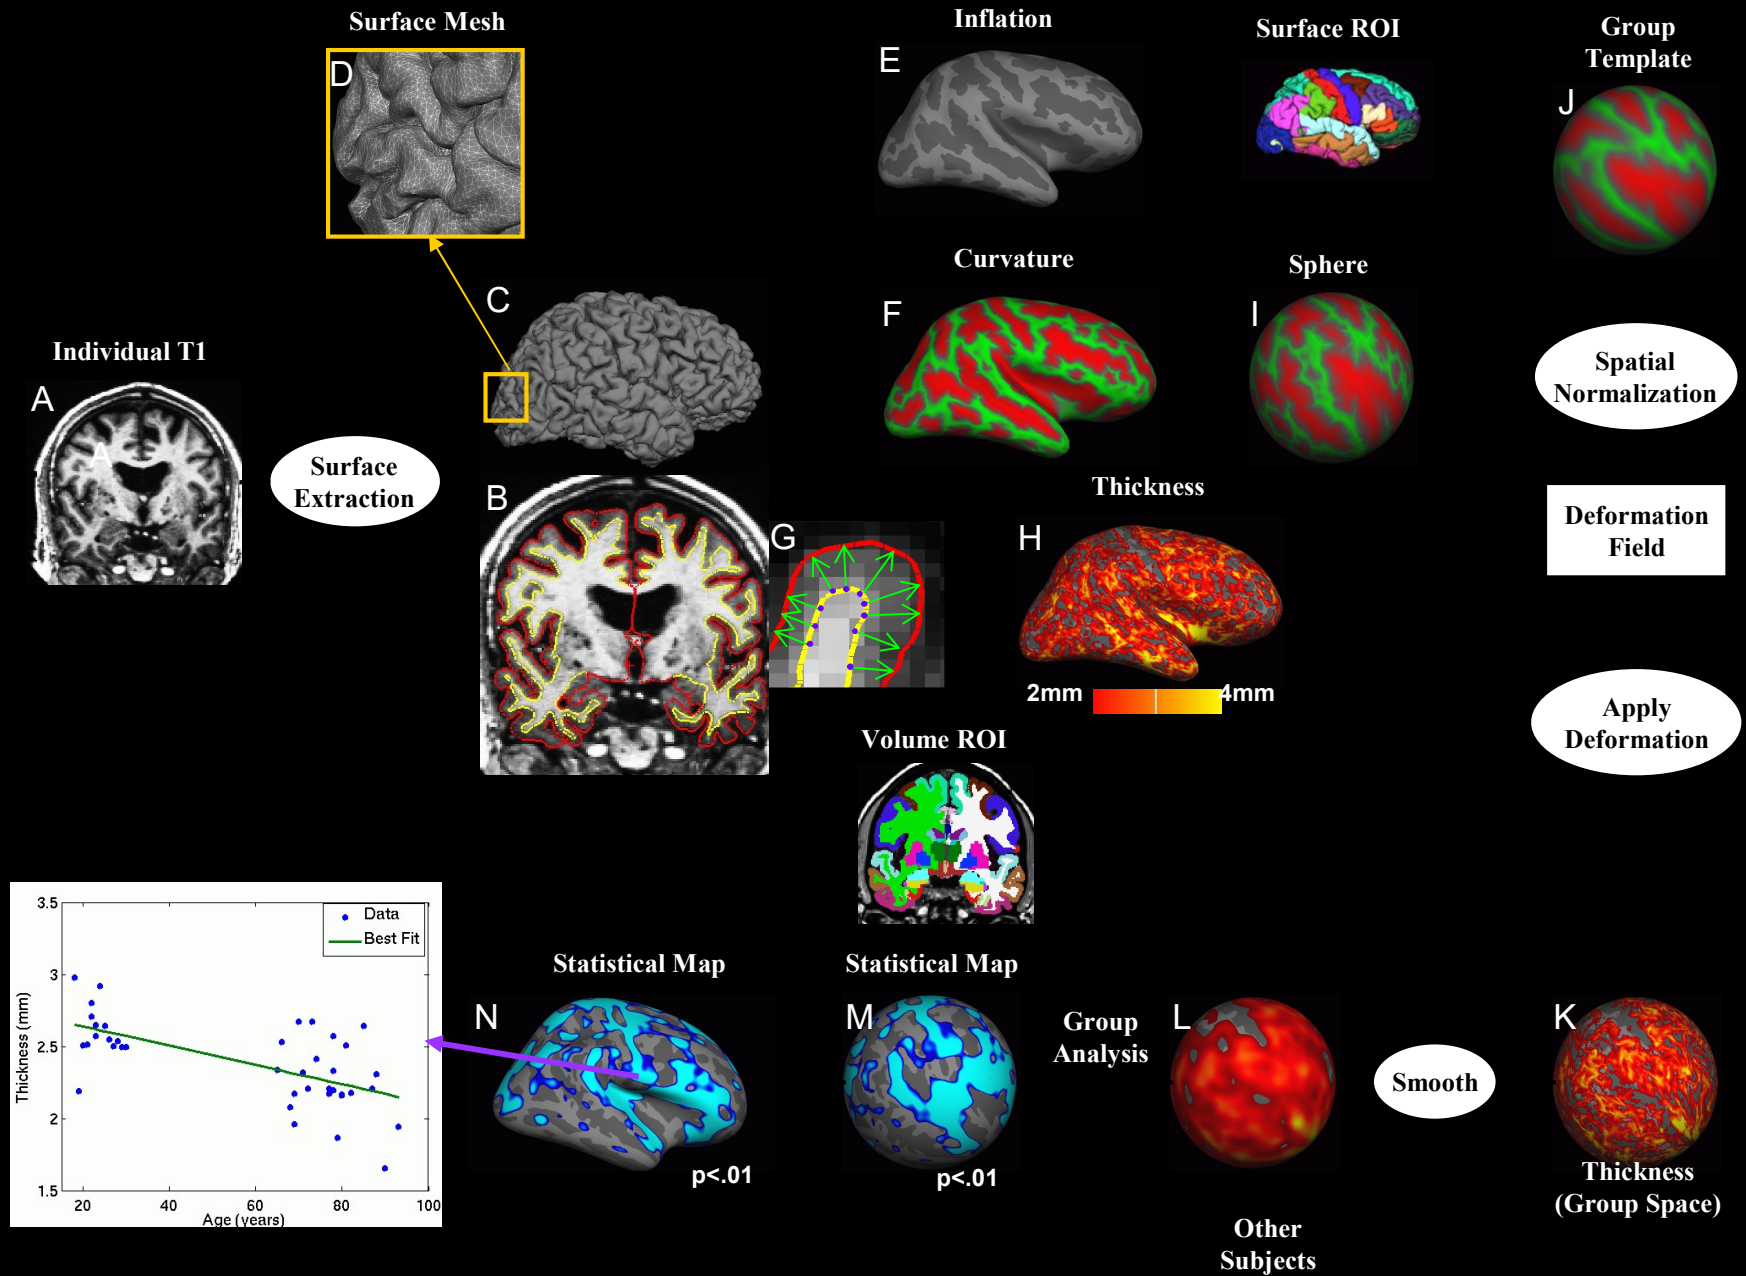 Surface Mesh
D
Inflation
E
Surface ROI
Group
Template
J
Individual T1
A
A
Surface
Extraction
C
B
Curvature
F
Sphere
I
Spatial
Normalization
G
Thickness
H
2mm
4mm
Deformation
Field
Apply
Deformation
Volume ROI
3.5
3
2.5
2
1.5
20
40
60
80
100
Thickness (mm)
Age (years)
Data
Best Fit
Statistical Map
N
p<.01
Statistical Map
M
p<.01
Group
Analysis
L
Smooth
K
Thickness
(Group Space)
Other
Subjects